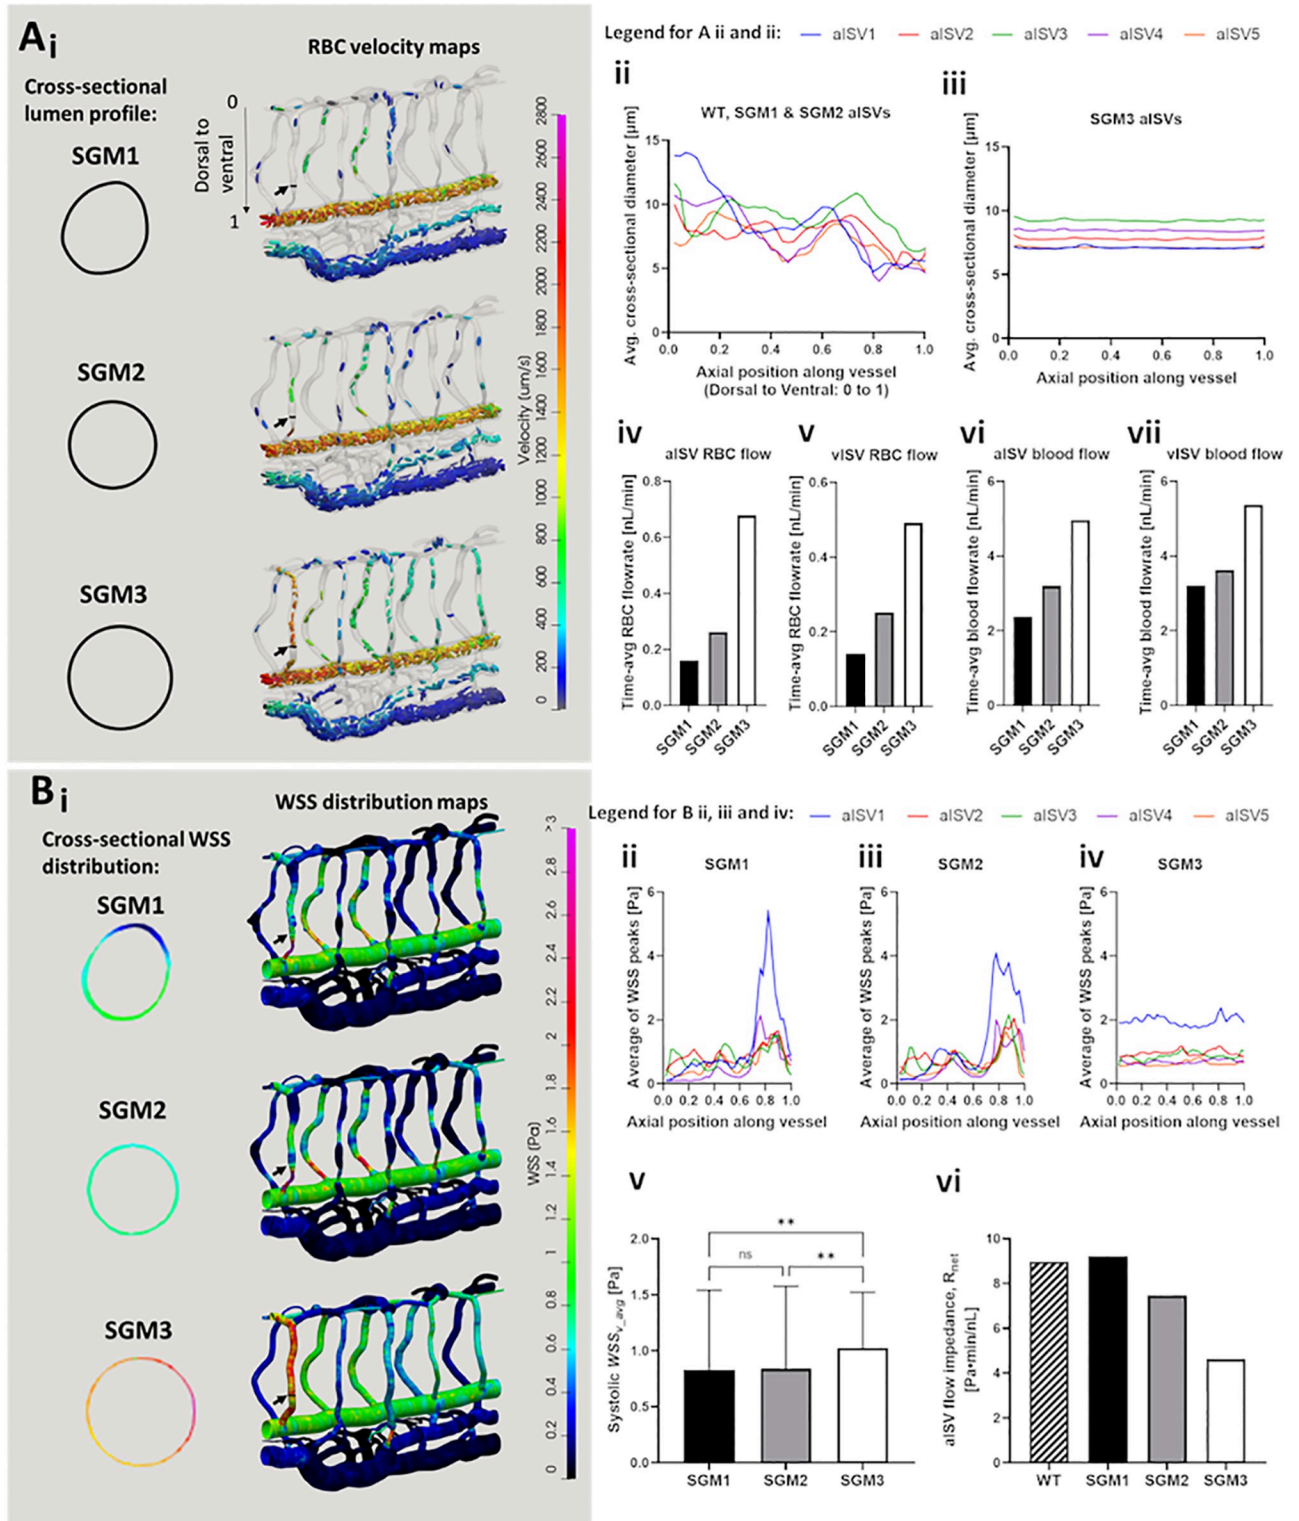 A i
RBC velocity maps
Cross-sectional
lumen profile:
SGM1
SGM2
SGM3
0
Dorsal to
ventral
1
2800
2600
2400
2200
2000
1800
1600
1400
1200
1000
800
600
400
200
0
Velocity (um/s)
Legend for A ii and ii: aISV1 aISV2 aISV3 aISV4 aISV5
ii
WT, SGM1 & SGM2 aISVs
Avg. cross-sectional diameter [µm]
15
10
5
0
0.0 0.2 0.4 0.6 0.8 1.0
Axial position along vessel
(Dorsal to Ventral: 0 to 1)
iii
SGM3 aISVs
Avg. cross-sectional diameter [µm]
15
10
5
0
0.0 0.2 0.4 0.6 0.8 1.0
Axial position along vessel
iv
aISV RBC flow
Time-avg RBC flowrate [nL/min]
0.8
0.6
0.4
0.2
0.0
SGM1 SGM2 SGM3
v
vISV RBC flow
Time-avg RBC flowrate [nL/min]
0.6
0.4
0.2
0.0
SGM1 SGM2 SGM3
vi
aISV blood flow
Time-avg blood flowrate [nL/min]
6
4
2
0
SGM1 SGM2 SGM3
vii
vISV blood flow
Time-avg blood flowrate [nL/min]
6
4
2
0
SGM1 SGM2 SGM3
B i
WSS distribution maps
Cross-sectional WSS
distribution:
SGM1
SGM2
SGM3
>3
2.8
2.6
2.4
2.2
2
1.8
1.6
1.4
1.2
1
0.8
0.6
0.4
0.2
0
WSS (Pa)
Legend for B ii, iii and iv: aISV1 aISV2 aISV3 aISV4 aISV5
ii
SGM1
Average of WSS peaks [Pa]
6
4
2
0
0.0 0.2 0.4 0.6 0.8 1.0
Axial position along vessel
iii
SGM2
Average of WSS peaks [Pa]
6
4
2
0
0.0 0.2 0.4 0.6 0.8 1.0
Axial position along vessel
iv
SGM3
Average of WSS peaks [Pa]
6
4
2
0
0.0 0.2 0.4 0.6 0.8 1.0
Axial position along vessel
v
Systolic WSSv_avg [Pa]
2.0
1.5
1.0
0.5
0.0
**
ns **
SGM1 SGM2 SGM3
vi
aISV flow impedance, Rnet
[Pa•min/nL]
10
8
6
4
2
0
WT SGM1 SGM2 SGM3